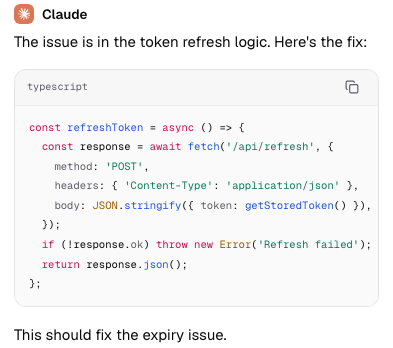 Claude
The issue is in the token refresh logic. Here's the fix:
typescript
const refreshToken = async () => {
  const response = await fetch('/api/refresh', {
    method: 'POST',
    headers: { 'Content-Type': 'application/json' },
    body: JSON.stringify({ token: getStoredToken() }),
  });
  if (!response.ok) throw new Error('Refresh failed');
  return response.json();
};
This should fix the expiry issue.